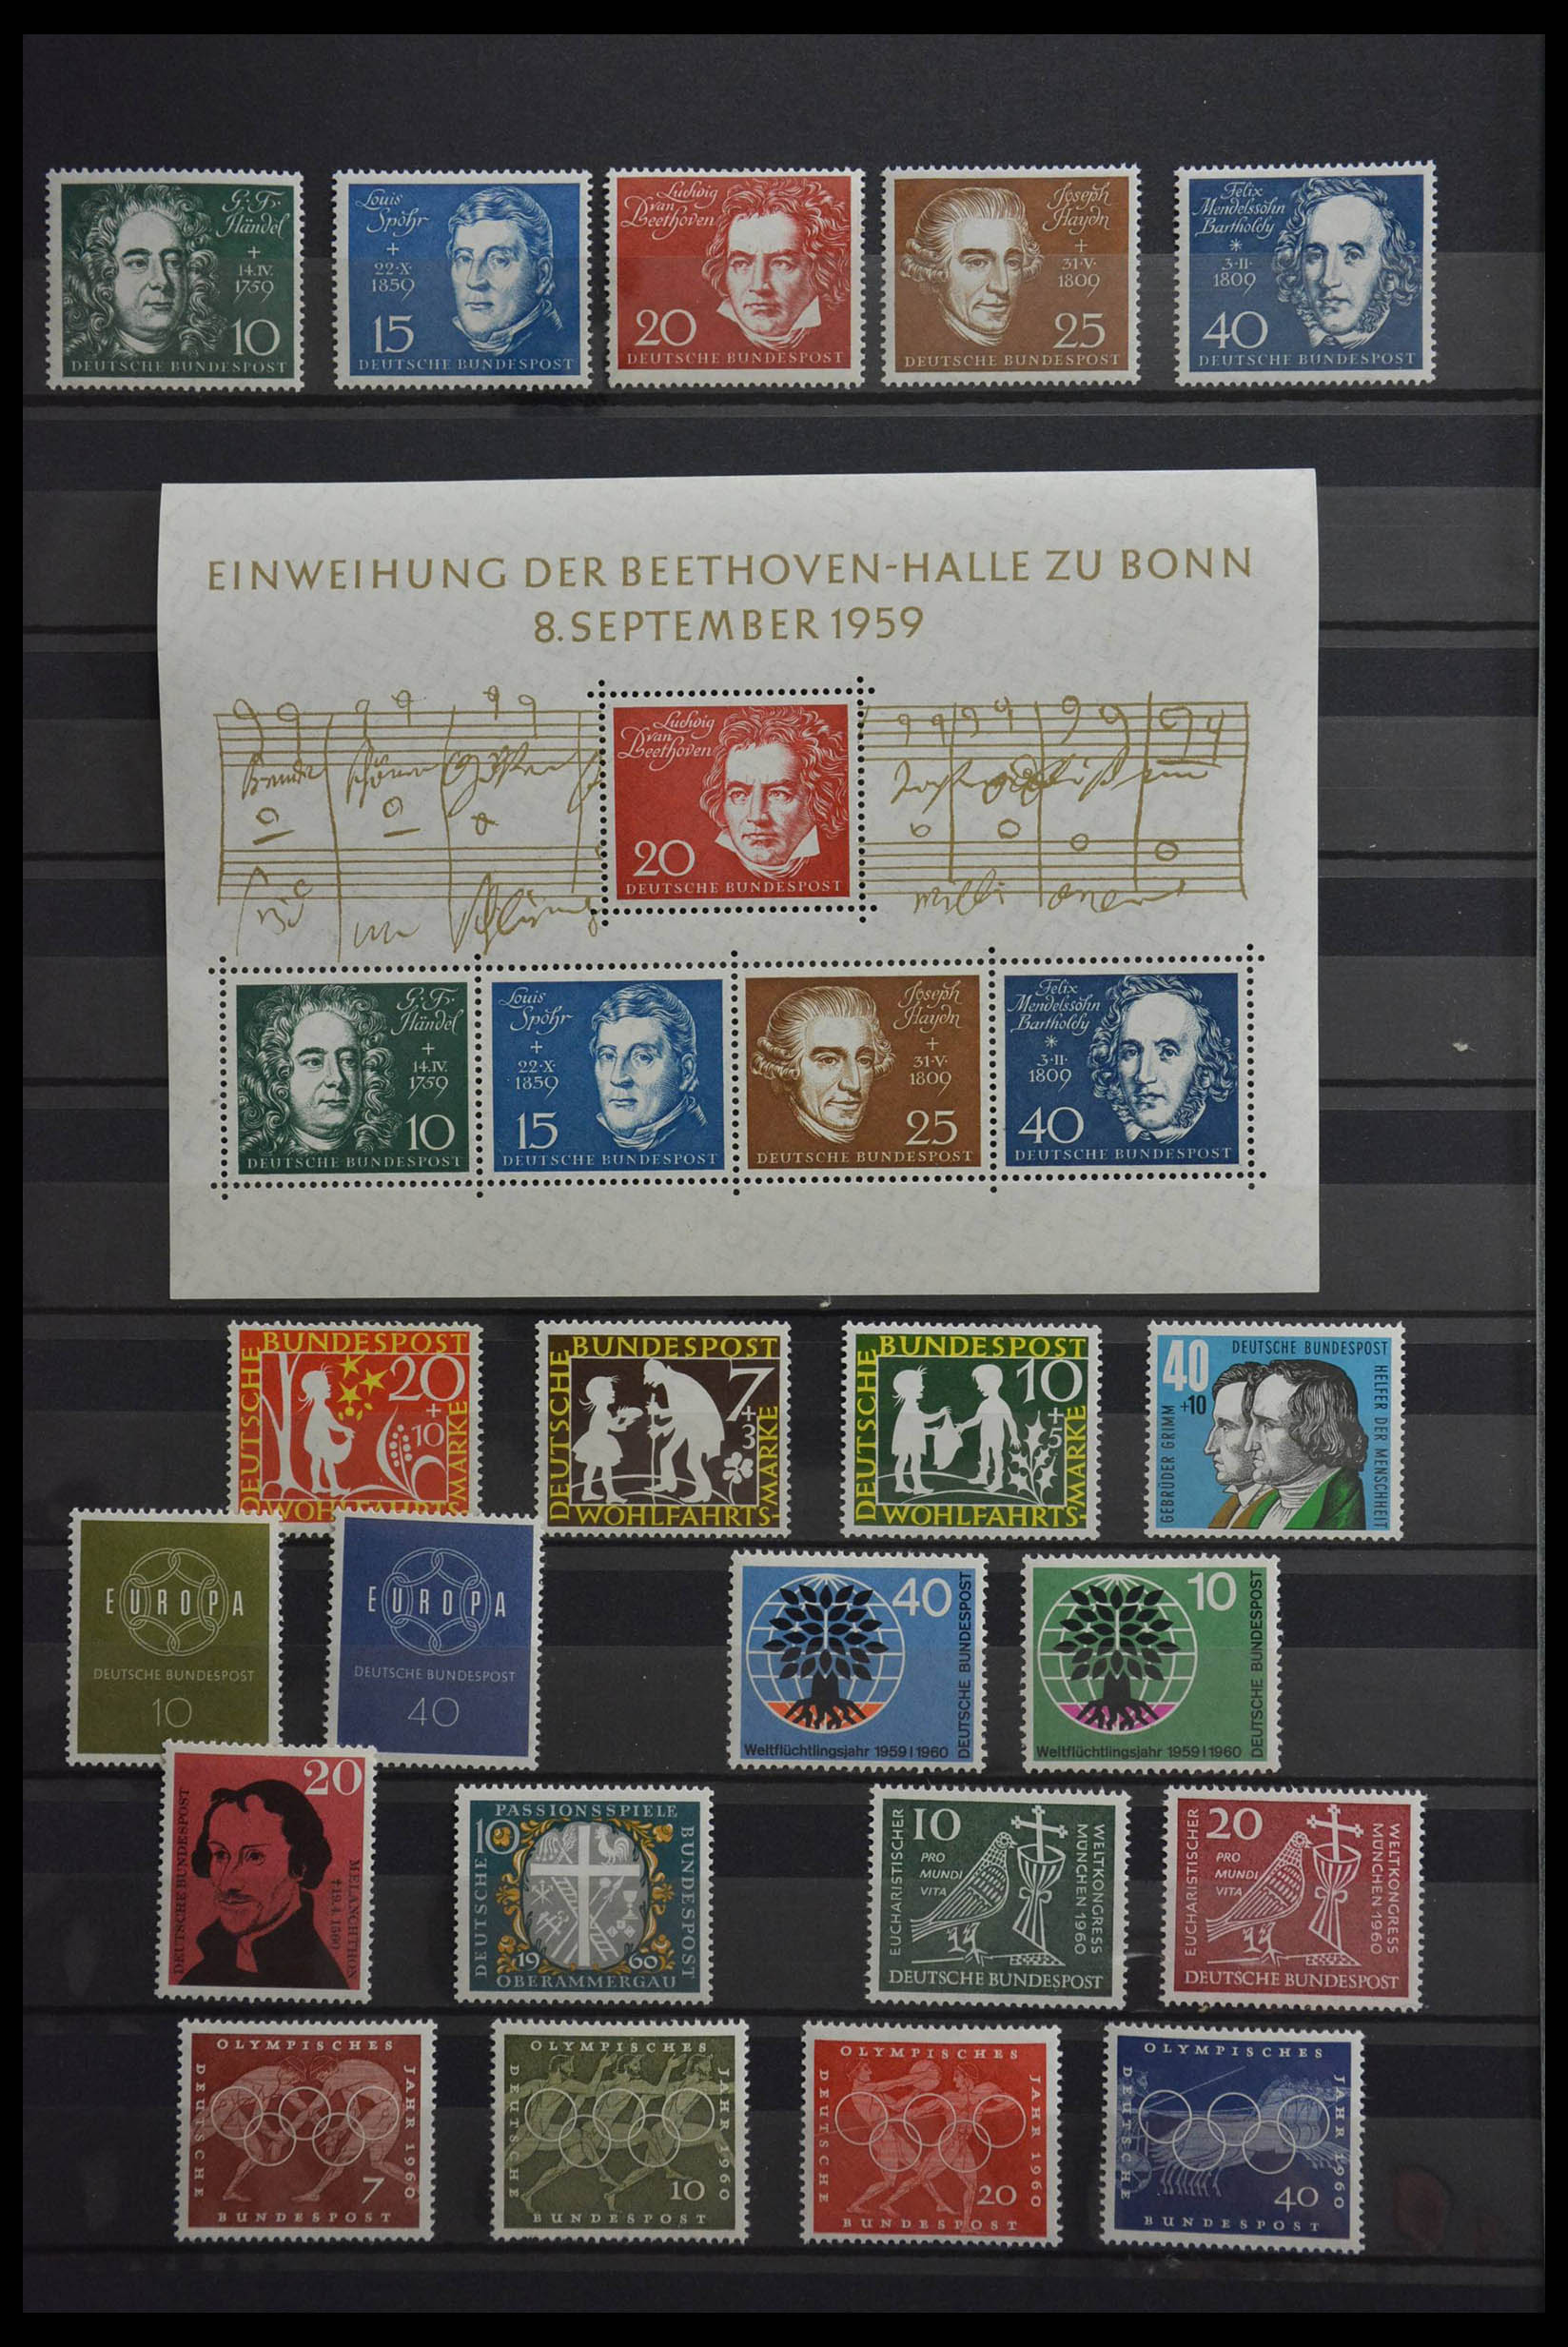 G. F. Händel
+
14.IV.
1759
10
DEUTSCHE BUNDESPOST
Louis
Spohr
+
22·X·
1859
15
DEUTSCHE BUNDESPOST
Ludwig
van
Beethoven
20
DEUTSCHE BUNDESPOST
Joseph
Haydn
+
31·V·
1809
25
DEUTSCHE BUNDESPOST
Felix
Mendelssohn
Bartholdy
*
3·II·
1809
40
DEUTSCHE BUNDESPOST
EINWEIHUNG DER BEETHOVEN-HALLE ZU BONN
8. SEPTEMBER 1959
Ludwig
van
Beethoven
20
DEUTSCHE BUNDESPOST
G. F.
Händel
+
14.IV.
1759
10
DEUTSCHE BUNDESPOST
Louis
Spohr
+
22·X·
1859
15
DEUTSCHE BUNDESPOST
Joseph
Haydn
+
31·V·
1809
25
DEUTSCHE BUNDESPOST
Felix
Mendelssohn
Bartholdy
*
3·II·
1809
40
DEUTSCHE BUNDESPOST
DEUTSCHE
BUNDESPOST
20
+
10
WOHLFAHRTS
MARKE
DEUTSCHE
BUNDESPOST
7
+
3
WOHLFAHRTS-
MARKE
DEUTSCHE
BUNDESPOST
10
+
5
WOHLFAHRTS-
MARKE
40
+10
DEUTSCHE BUNDESPOST
HELFER DER MENSCHHEIT
GEBRÜDER GRIMM
EUROPA
DEUTSCHE BUNDESPOST
10
EUROPA
DEUTSCHE BUNDESPOST
40
40
DEUTSCHE BUNDESPOST
Weltflüchtlingsjahr 1959|1960
10
DEUTSCHE BUNDESPOST
Weltflüchtlingsjahr 1959|1960
20
DEUTSCHE BUNDESPOST
MELANCHTHON
†19.4.1560
PASSIONSSPIELE
10
DEUTSCHE
BUNDESPOST
1960
OBERAMMERGAU
10
PRO
MUNDI
VITA
EUCHARISTISCHER
WELTKONGRESS
MÜNCHEN 1960
DEUTSCHE BUNDESPOST
20
PRO
MUNDI
VITA
EUCHARISTISCHER
WELTKONGRESS
MÜNCHEN 1960
DEUTSCHE BUNDESPOST
OLYMPISCHES
JAHR 1960
DEUTSCHE
7
BUNDESPOST
OLYMPISCHES
JAHR 1960
DEUTSCHE
10
BUNDESPOST
OLYMPISCHES
JAHR 1960
DEUTSCHE
20
BUNDESPOST
OLYMPISCHES
JAHR 1960
DEUTSCHE
40
BUNDESPOST